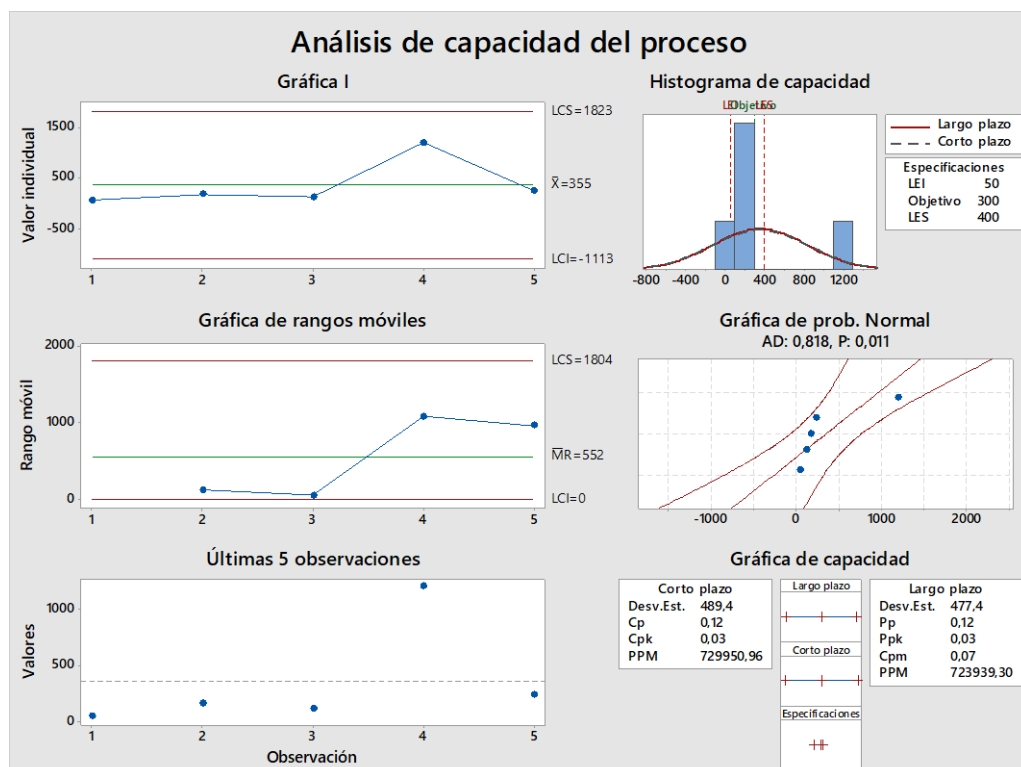 Análisis de capacidad del proceso
Gráfica I
Valor individual
1500
500
-500
1 2 3 4 5
LCS=1823
X̄=355
LCI=-1113
Histograma de capacidad
LEI Objetivo LES
-800 -400 0 400 800 1200
Largo plazo
Corto plazo
Especificaciones
LEI 50
Objetivo 300
LES 400
Gráfica de rangos móviles
Rango móvil
2000
1000
0
1 2 3 4 5
LCS=1804
M̅R̅=552
LCI=0
Gráfica de prob. Normal
AD: 0,818, P: 0,011
-1000 0 1000 2000
Últimas 5 observaciones
Valores
1000
500
0
1 2 3 4 5
Observación
Gráfica de capacidad
Corto plazo
Desv.Est. 489,4
Cp 0,12
Cpk 0,03
PPM 729950,96
Largo plazo
Corto plazo
Especificaciones
Largo plazo
Desv.Est. 477,4
Pp 0,12
Ppk 0,03
Cpm 0,07
PPM 723939,30